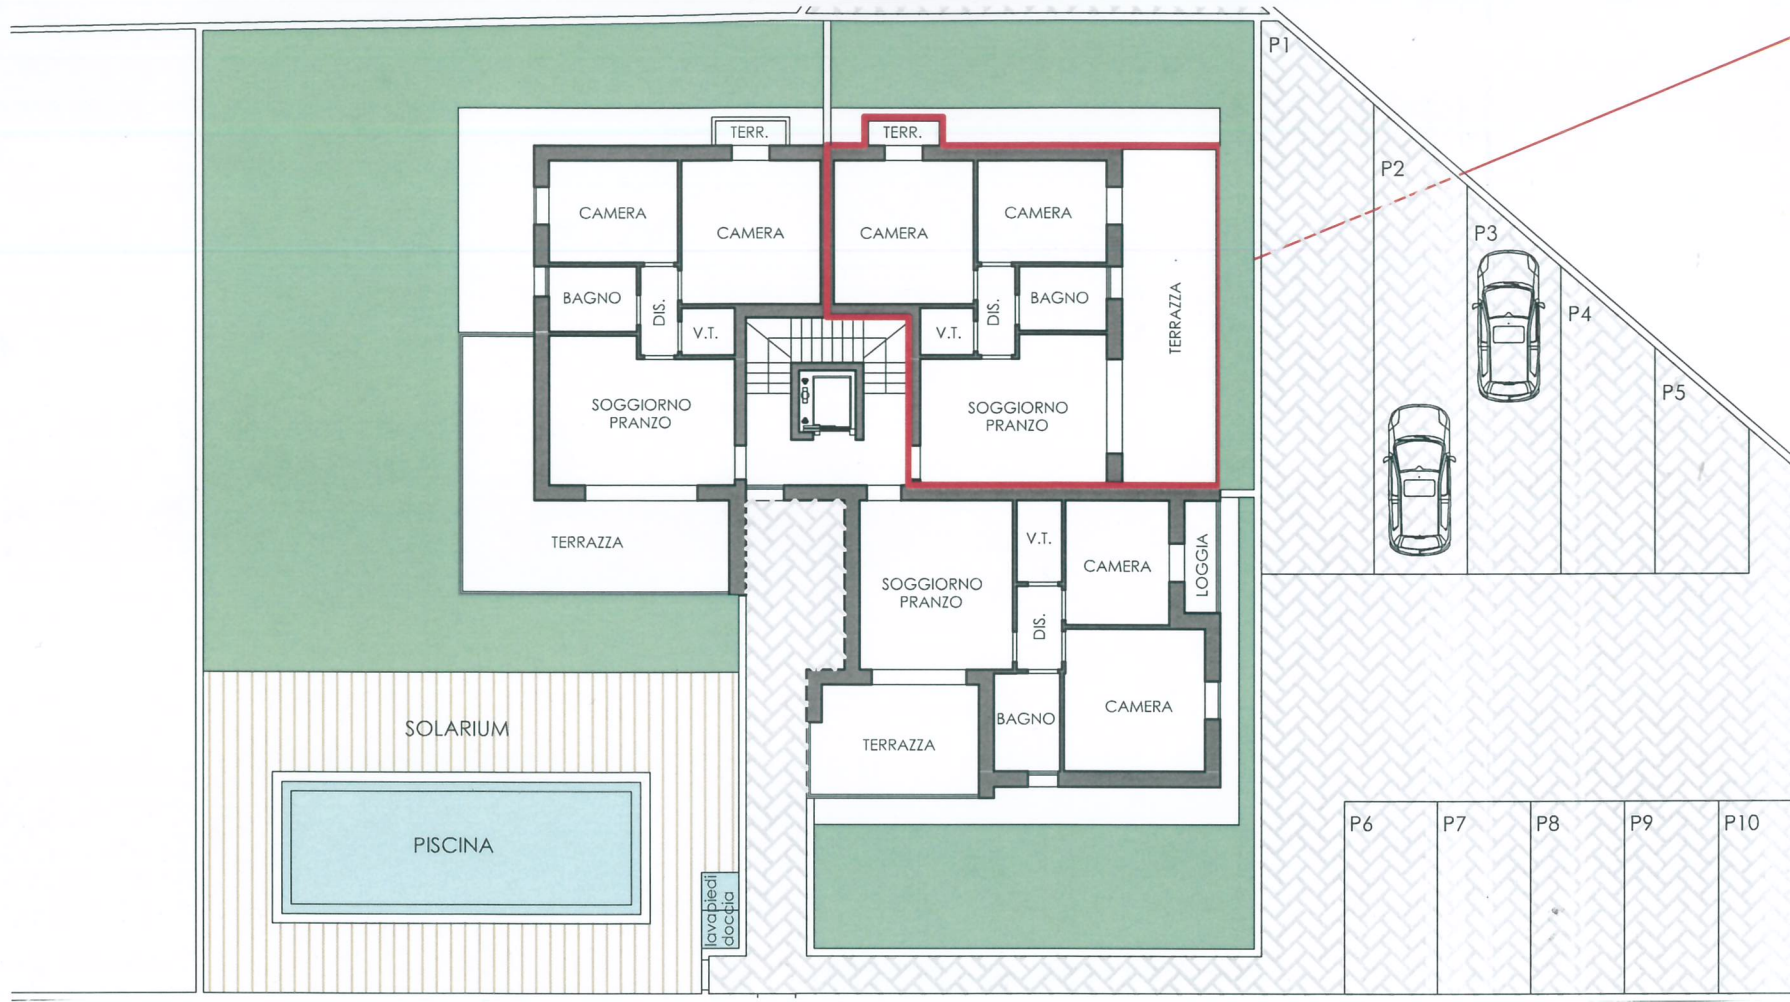 P1
TERR.
TERR.
P2
CAMERA
CAMERA
CAMERA
CAMERA
P3
BAGNO
DIS.
V.T.
V.T.
DIS.
BAGNO
TERRAZZA
P4
P5
SOGGIORNO
PRANZO
SOGGIORNO
PRANZO
TERRAZZA
SOGGIORNO
PRANZO
V.T.
DIS.
CAMERA
LOGGIA
BAGNO
CAMERA
TERRAZZA
SOLARIUM
PISCINA
lavapiedi
doccia
P6
P7
P8
P9
P10